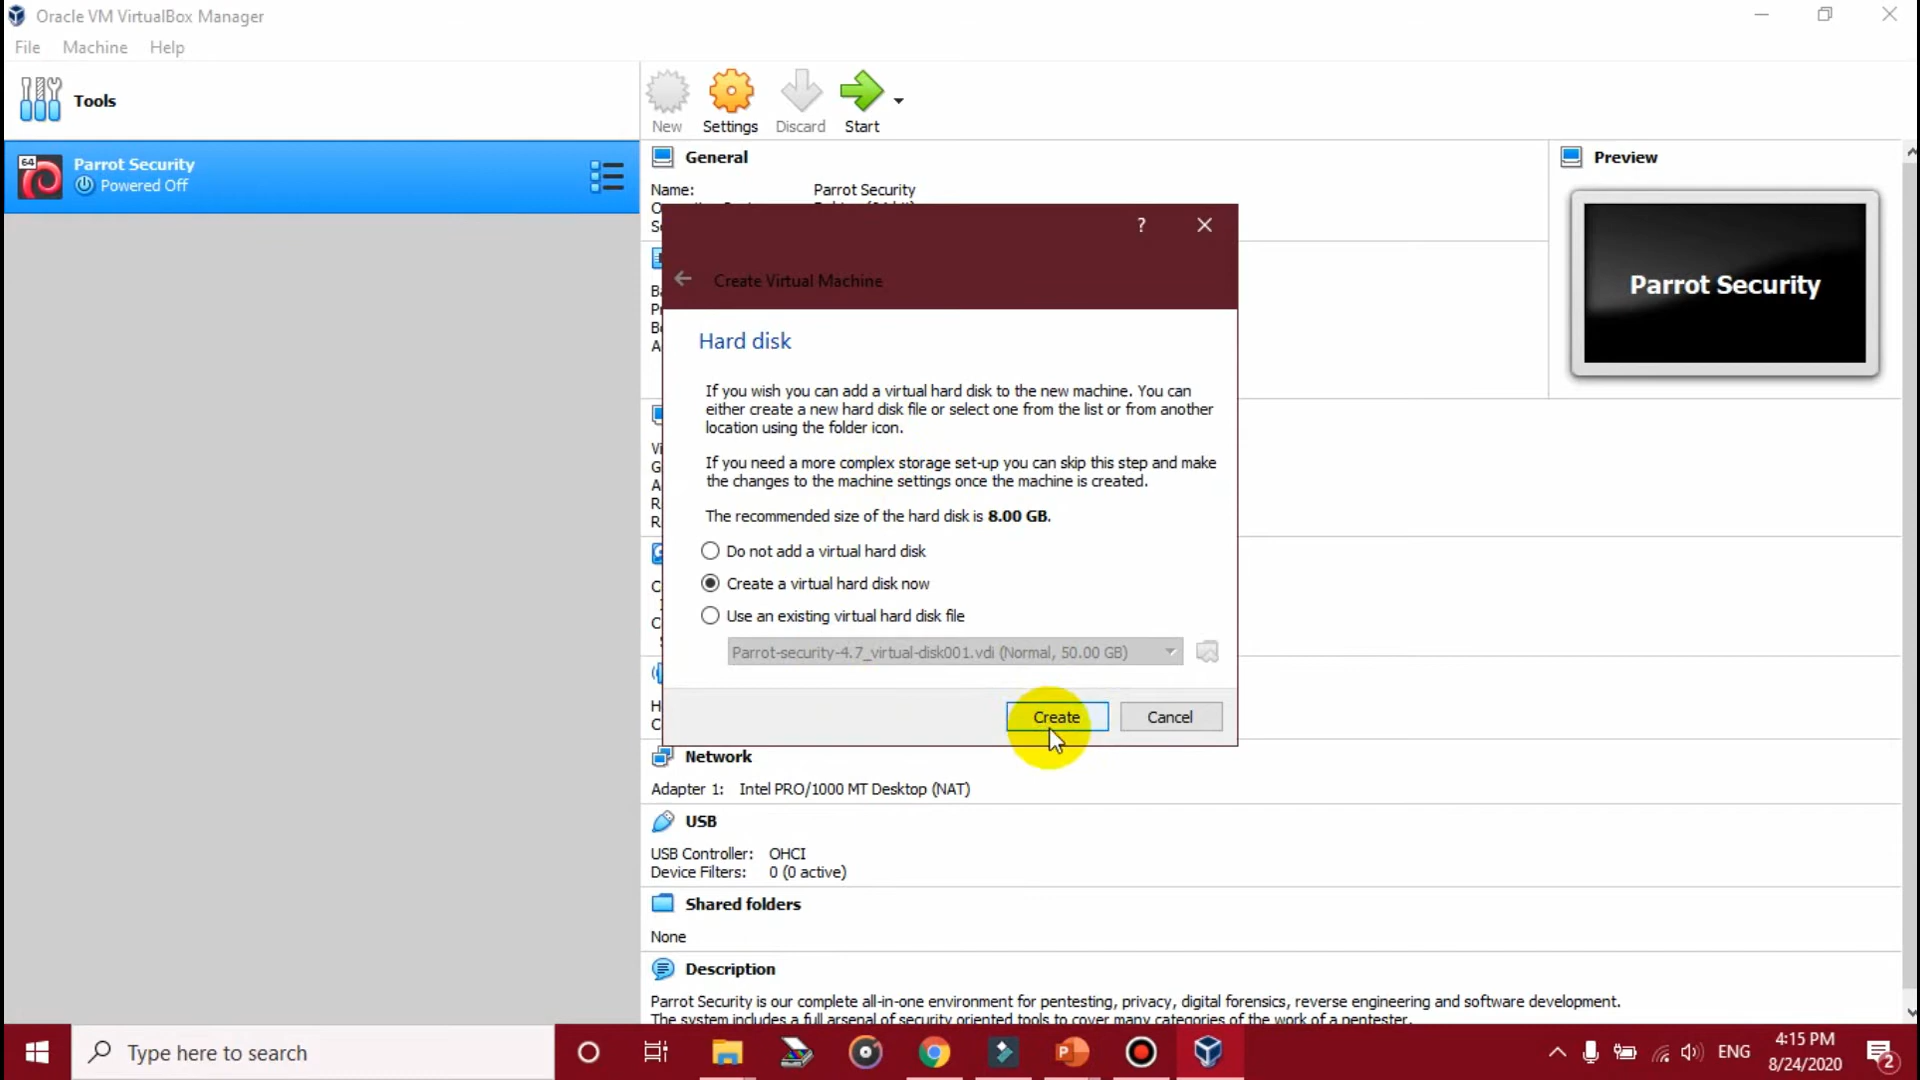 Oracle VM VirtualBox Manager
File Machine Help
Tools
New Settings Discard Start
64
Parrot Security
Powered Off
General
Name: Parrot Security
Preview
Parrot Security
?
Create Virtual Machine
Hard disk
If you wish you can add a virtual hard disk to the new machine. You can
either create a new hard disk file or select one from the list or from another
location using the folder icon.
If you need a more complex storage set-up you can skip this step and make
the changes to the machine settings once the machine is created.
The recommended size of the hard disk is 8.00 GB.
Do not add a virtual hard disk
Create a virtual hard disk now
Use an existing virtual hard disk file
Parrot-security-4.7_virtual-disk001.vdi (Normal, 50.00 GB)
Create Cancel
Network
Adapter 1: Intel PRO/1000 MT Desktop (NAT)
USB
USB Controller: OHCI
Device Filters: 0 (0 active)
Shared folders
None
Description
Parrot Security is our complete all-in-one environment for pentesting, privacy, digital forensics, reverse engineering and software development.
The system includes a full arsenal of security oriented tools to cover many categories of the work of a pentester.
Type here to search
ENG
4:15 PM
8/24/2020
2